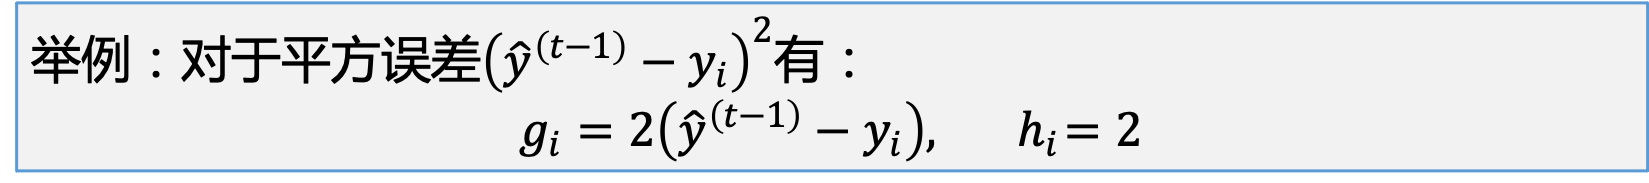 举例：对于平方误差(ŷ^(t−1) − y_i)^2有：
g_i = 2(ŷ^(t−1) − y_i), h_i = 2